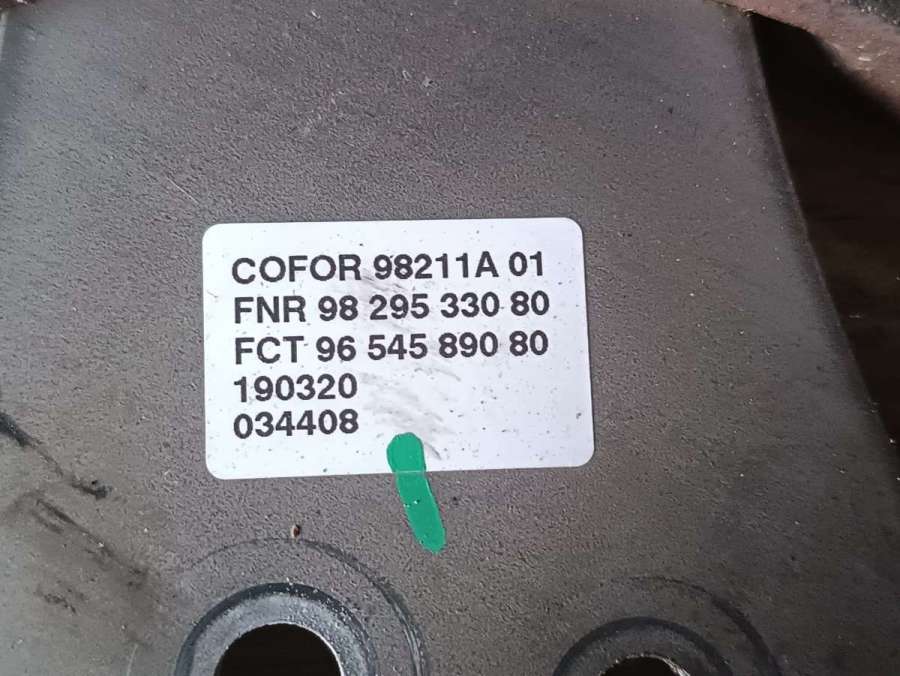 COFOR 98211A 01
FNR 98 295 330 80
FCT 96 545 890 80
190320
034408